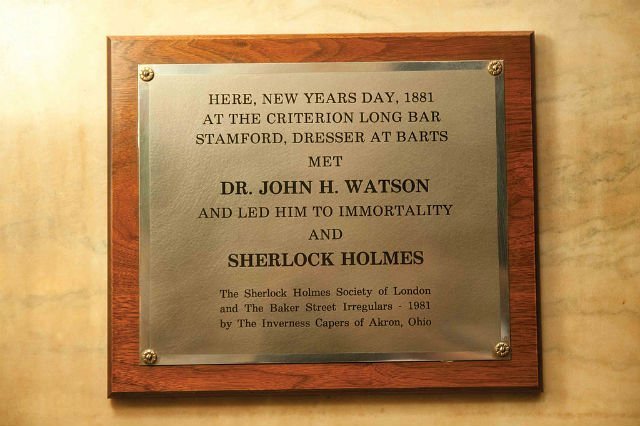 HERE, NEW YEARS DAY, 1881
AT THE CRITERION LONG BAR
STAMFORD, DRESSER AT BARTS
MET
DR. JOHN H. WATSON
AND LED HIM TO IMMORTALITY
AND
SHERLOCK HOLMES
The Sherlock Holmes Society of London
and The Baker Street Irregulars - 1981
by The Inverness Capers of Akron, Ohio